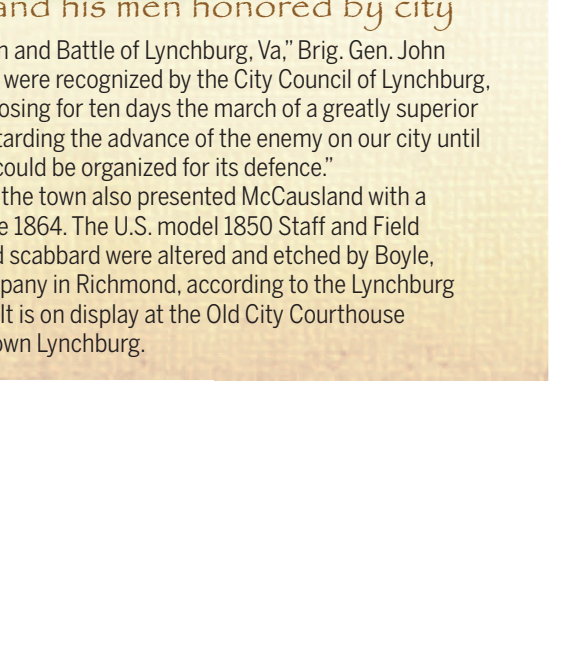 and his men honored by city
n and Battle of Lynchburg, Va,” Brig. Gen. John
were recognized by the City Council of Lynchburg,
osing for ten days the march of a greatly superior
tarding the advance of the enemy on our city until
could be organized for its defence.”
the town also presented McCausland with a
e 1864. The U.S. model 1850 Staff and Field
d scabbard were altered and etched by Boyle,
pany in Richmond, according to the Lynchburg
It is on display at the Old City Courthouse
own Lynchburg.